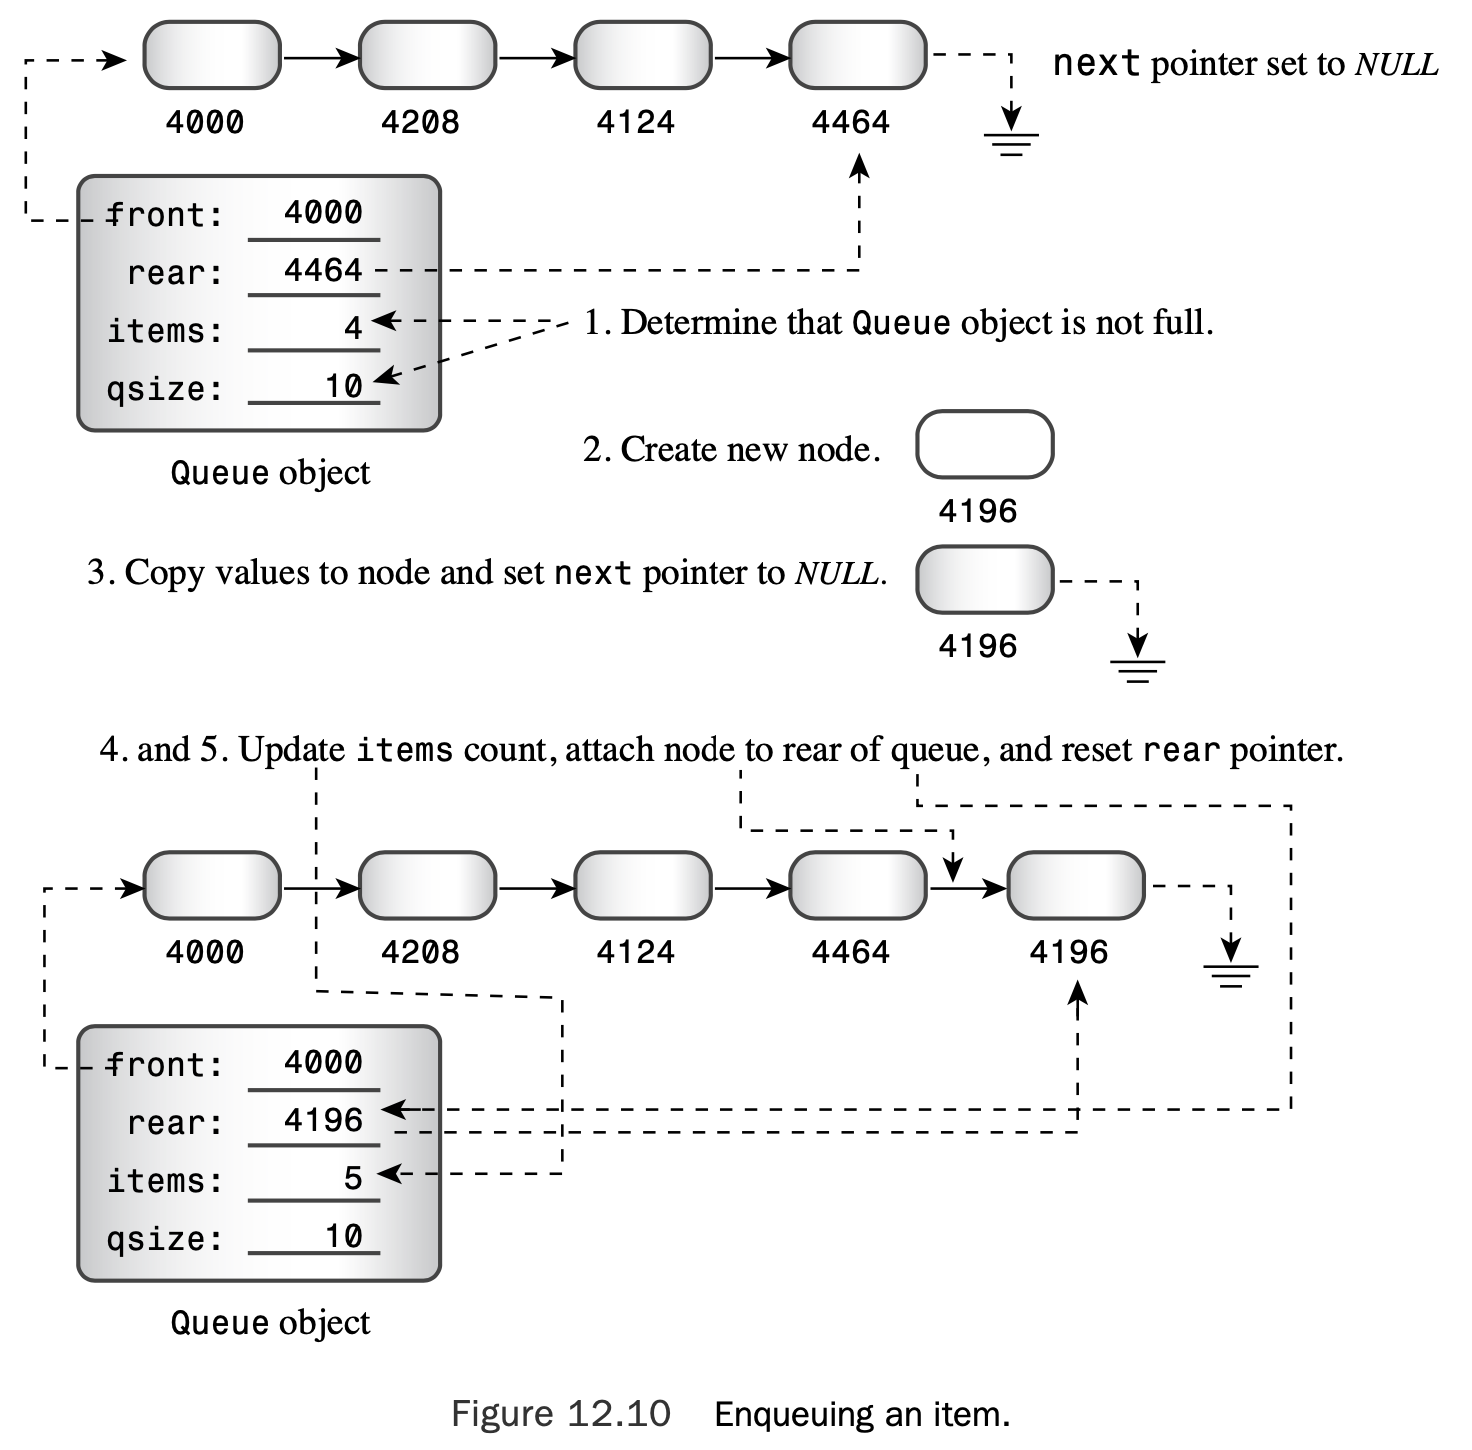 next pointer set to NULL
4000 4208 4124 4464
front: 4000
rear: 4464
items: 4
qsize: 10
Queue object
1. Determine that Queue object is not full.
2. Create new node.
4196
3. Copy values to node and set next pointer to NULL.
4196
4. and 5. Update items count, attach node to rear of queue, and reset rear pointer.
4000 4208 4124 4464 4196
front: 4000
rear: 4196
items: 5
qsize: 10
Queue object
Figure 12.10 Enqueuing an item.